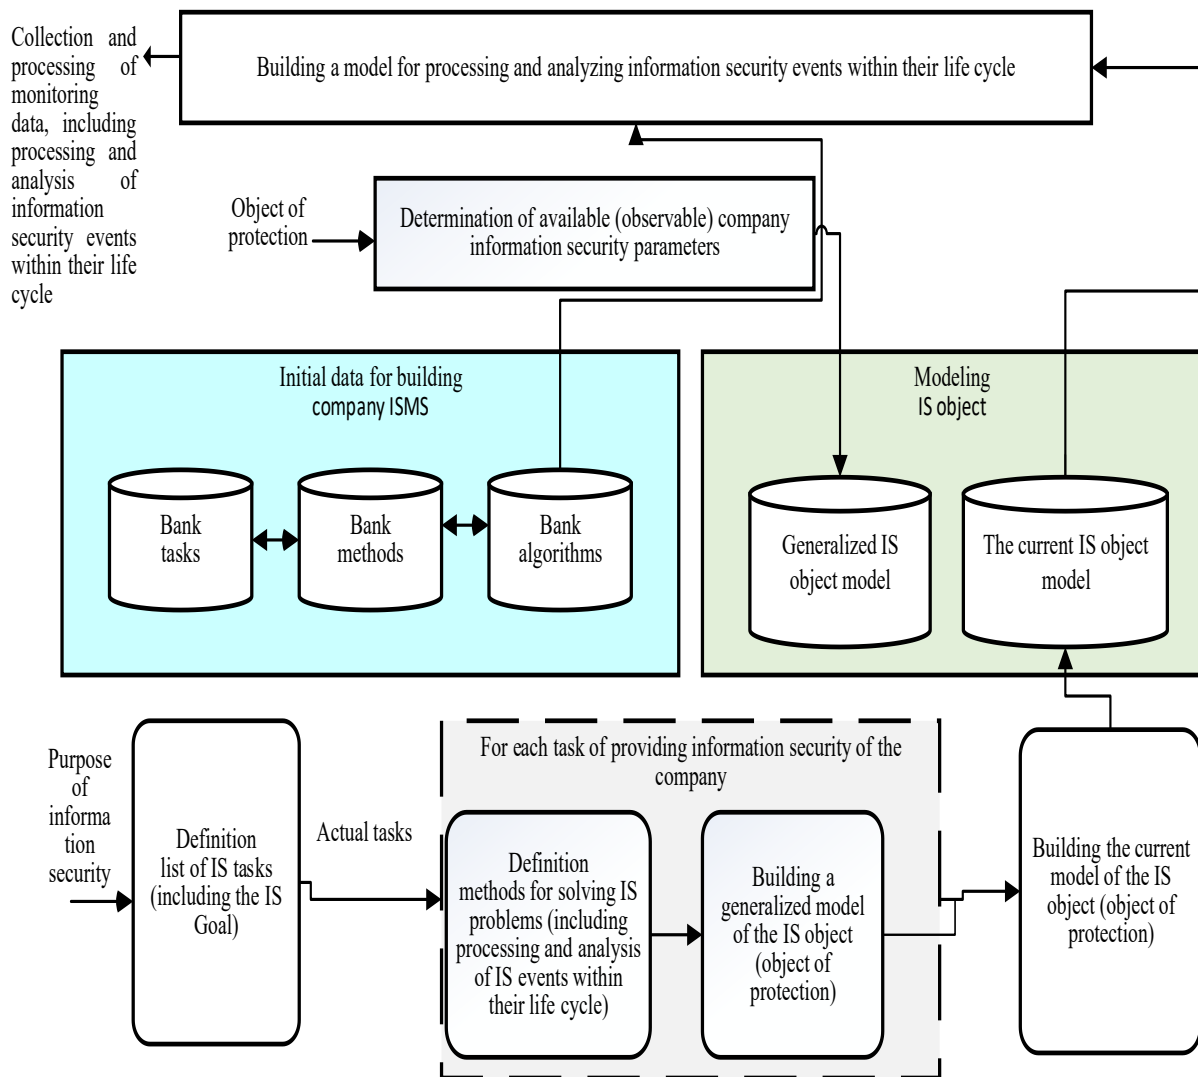 Collection and
processing of
monitoring
data, including
processing and
analysis of
information
security events
within their life
cycle
Building a model for processing and analyzing information security events within their life cycle
Object of
protection
Determination of available (observable) company
information security parameters
Initial data for building
company ISMS
Bank
tasks
Bank
methods
Bank
algorithms
Modeling
IS object
Generalized IS
object model
The current IS object
model
Purpose
of
informa
tion
security
Definition
list of IS tasks
(including the IS
Goal)
Actual tasks
For each task of providing information security of the
company
Definition
methods for solving IS
problems (including
processing and analysis
of IS events within
their life cycle)
Building a
generalized model
of the IS object
(object of
protection)
Building the current
model of the IS
object (object of
protection)